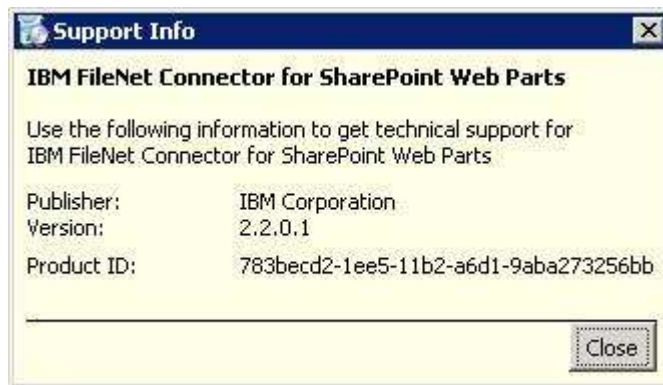 Support Info
IBM FileNet Connector for SharePoint Web Parts
Use the following information to get technical support for
IBM FileNet Connector for SharePoint Web Parts
Publisher: IBM Corporation
Version: 2.2.0.1
Product ID: 783becd2-1ee5-11b2-a6d1-9aba273256bb
Close